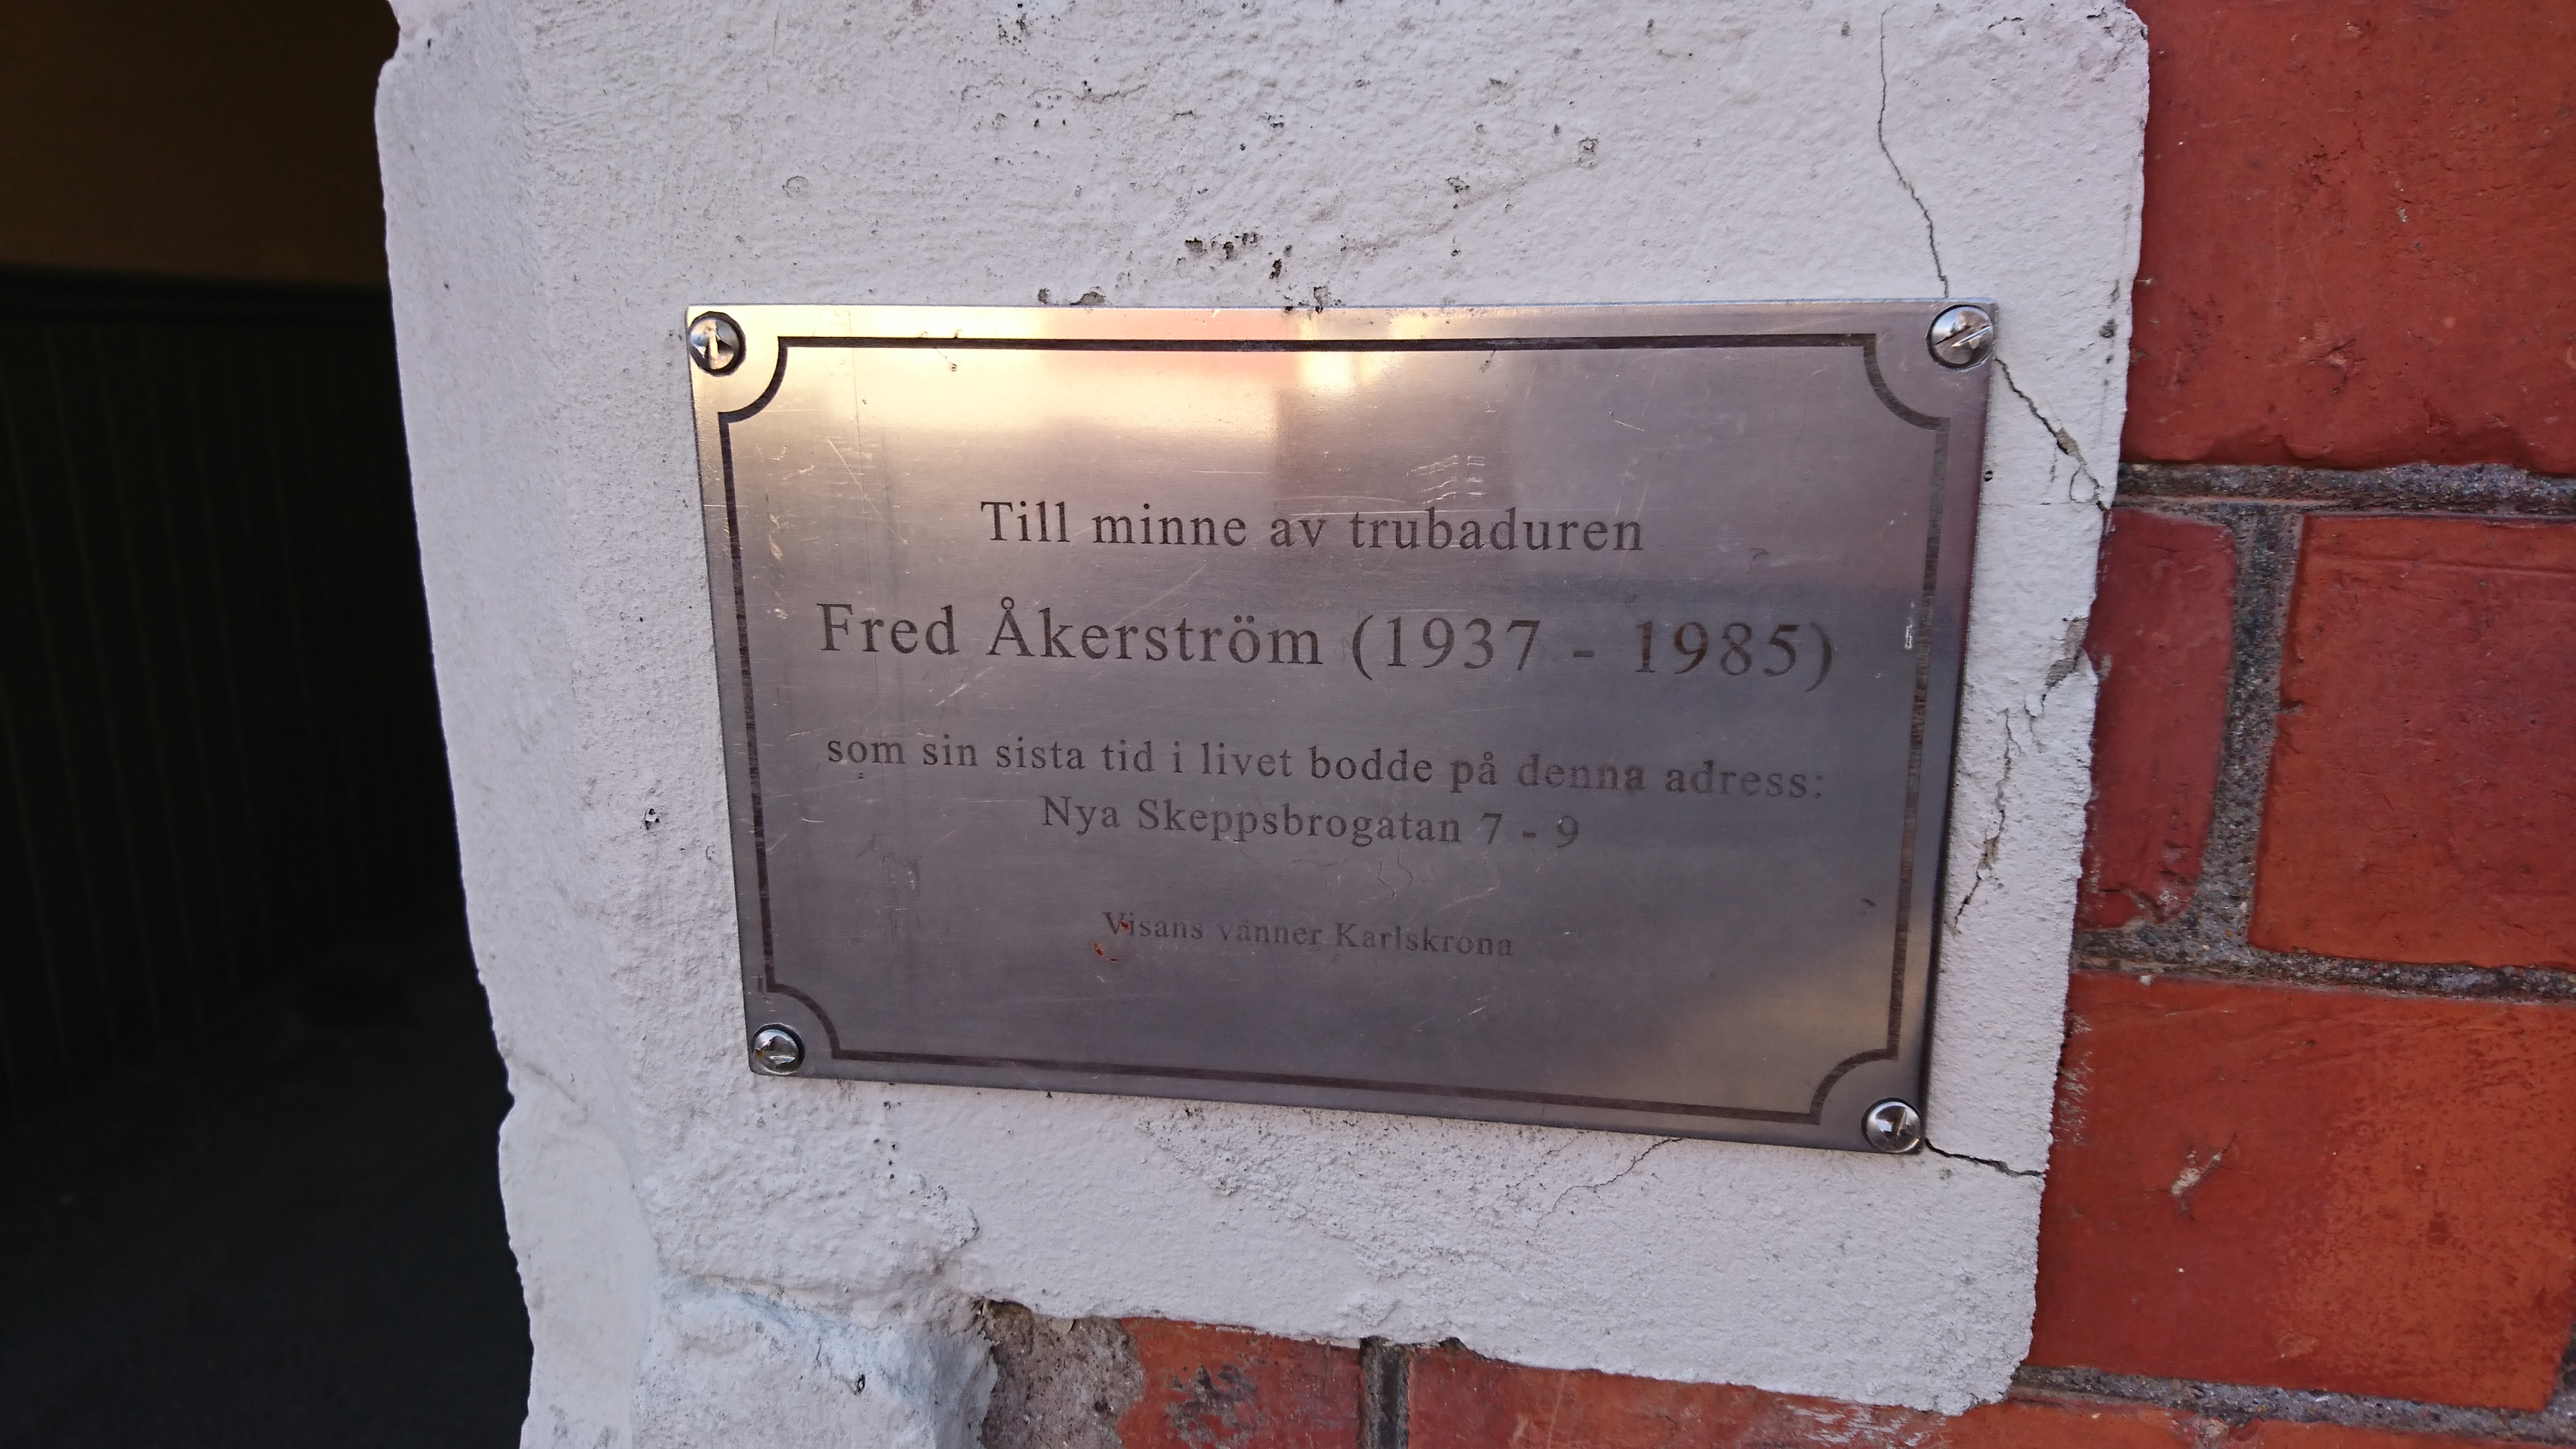 Till minne av trubaduren
Fred Åkerström (1937 - 1985)
som sin sista tid i livet bodde på denna adress:
Nya Skeppsbrogatan 7 - 9
Visans vänner Karlskrona